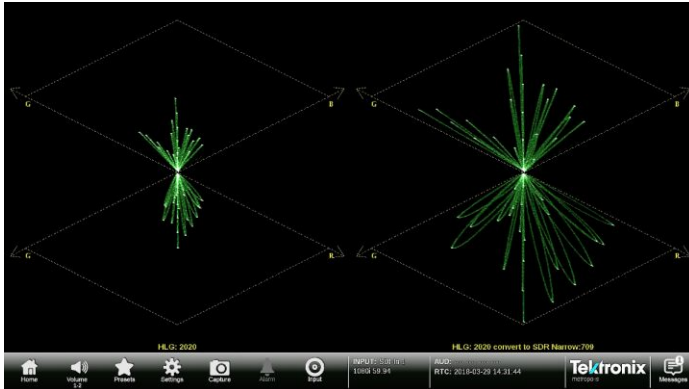 G
B
G
B
G
R
G
R
HLG: 2020
HLG: 2020 convert to SDR Narrow:709
Home
Volume
1-2
Presets
Settings
Capture
Alarm
Input
INPUT:
1080i 59.94
AUD:
RTC: 2018-03-29 14:31:44
Tektronix
1
Messages